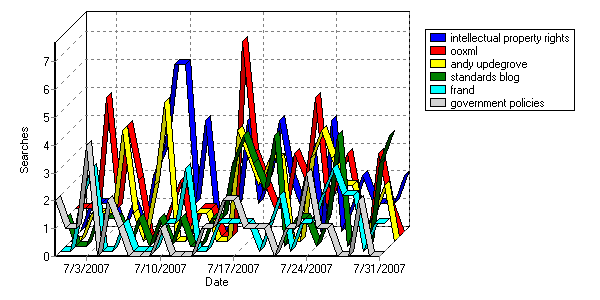 intellectual property rights
ooxml
andy updegrove
standards blog
frand
government policies
Searches
7
6
5
4
3
2
1
0
7/3/2007 7/10/2007 7/17/2007 7/24/2007 7/31/2007
Date